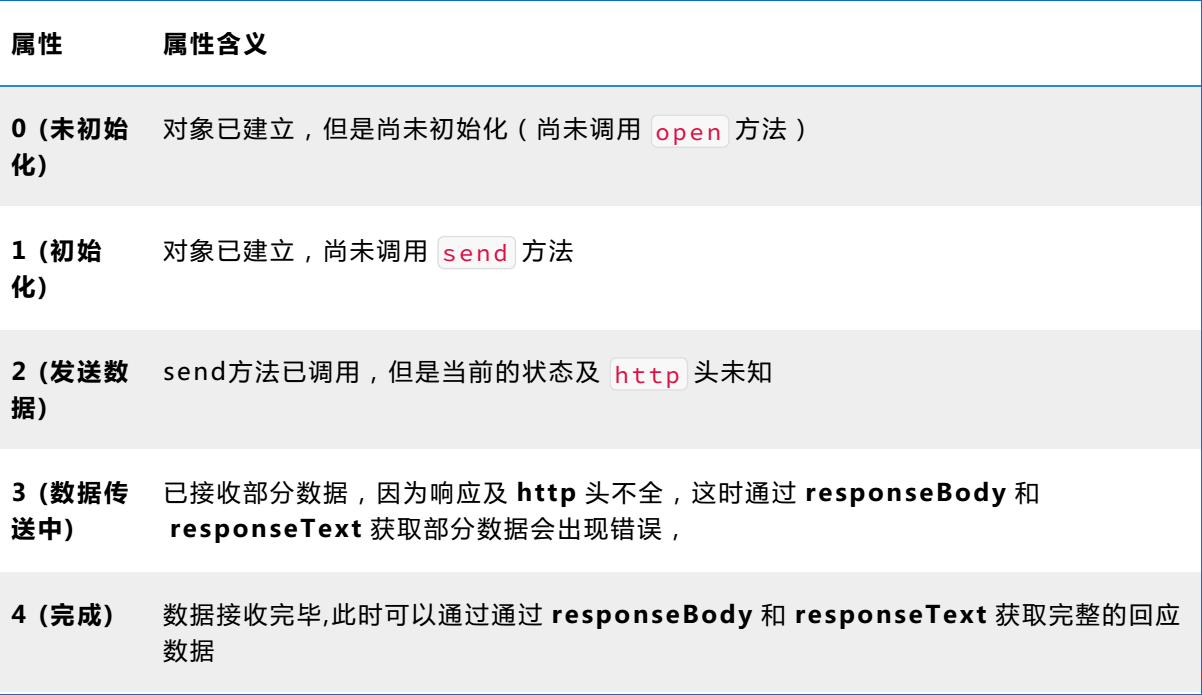 属性 属性含义
0 (未初始 对象已建立，但是尚未初始化（尚未调用 open 方法）
化)
1 (初始 对象已建立，尚未调用 send 方法
化)
2 (发送数 send方法已调用，但是当前的状态及 http 头未知
据)
3 (数据传 已接收部分数据，因为响应及 http 头不全，这时通过 responseBody 和
送中) responseText 获取部分数据会出现错误，
4 (完成) 数据接收完毕,此时可以通过通过 responseBody 和 responseText 获取完整的回应
数据